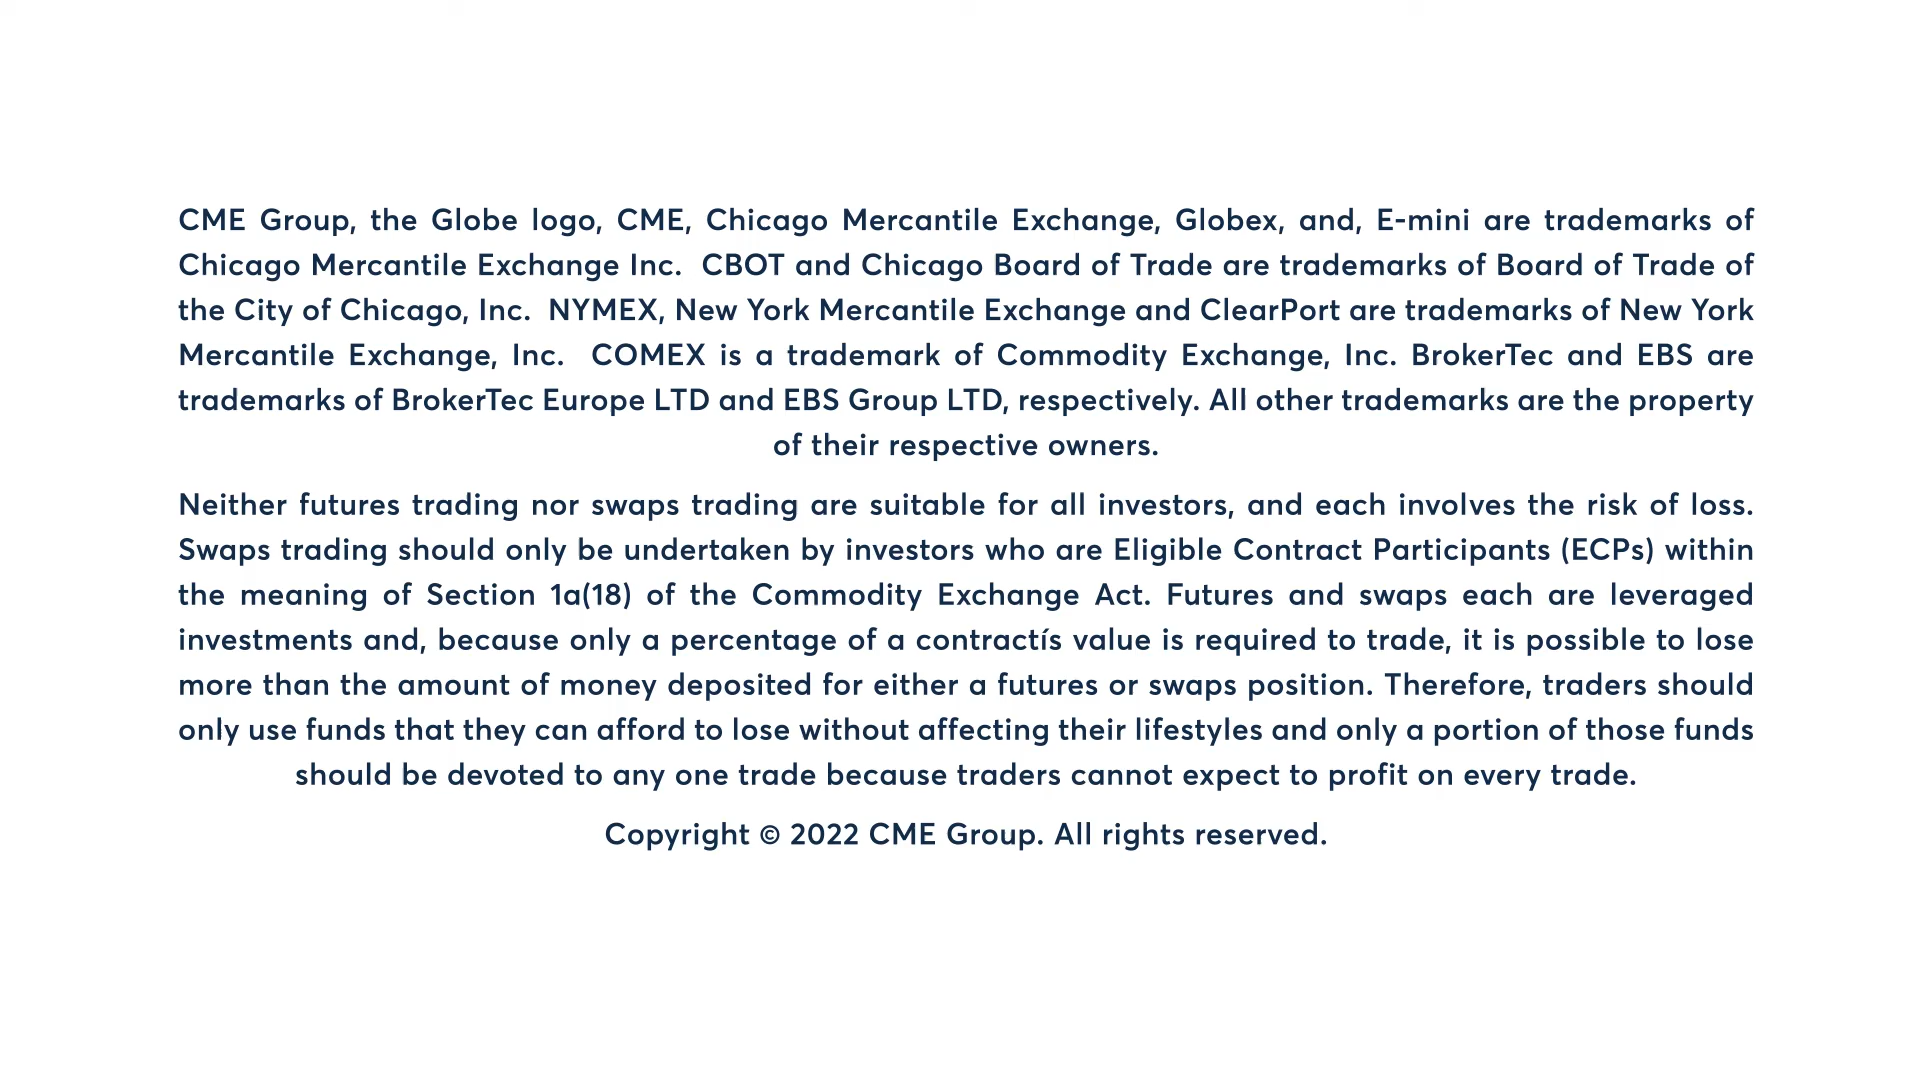 CME Group, the Globe logo, CME, Chicago Mercantile Exchange, Globex, and, E-mini are trademarks of
Chicago Mercantile Exchange Inc.  CBOT and Chicago Board of Trade are trademarks of Board of Trade of
the City of Chicago, Inc.  NYMEX, New York Mercantile Exchange and ClearPort are trademarks of New York
Mercantile Exchange, Inc.  COMEX is a trademark of Commodity Exchange, Inc. BrokerTec and EBS are
trademarks of BrokerTec Europe LTD and EBS Group LTD, respectively. All other trademarks are the property
of their respective owners.
Neither futures trading nor swaps trading are suitable for all investors, and each involves the risk of loss.
Swaps trading should only be undertaken by investors who are Eligible Contract Participants (ECPs) within
the meaning of Section 1a(18) of the Commodity Exchange Act. Futures and swaps each are leveraged
investments and, because only a percentage of a contractís value is required to trade, it is possible to lose
more than the amount of money deposited for either a futures or swaps position. Therefore, traders should
only use funds that they can afford to lose without affecting their lifestyles and only a portion of those funds
should be devoted to any one trade because traders cannot expect to profit on every trade.
Copyright © 2022 CME Group. All rights reserved.